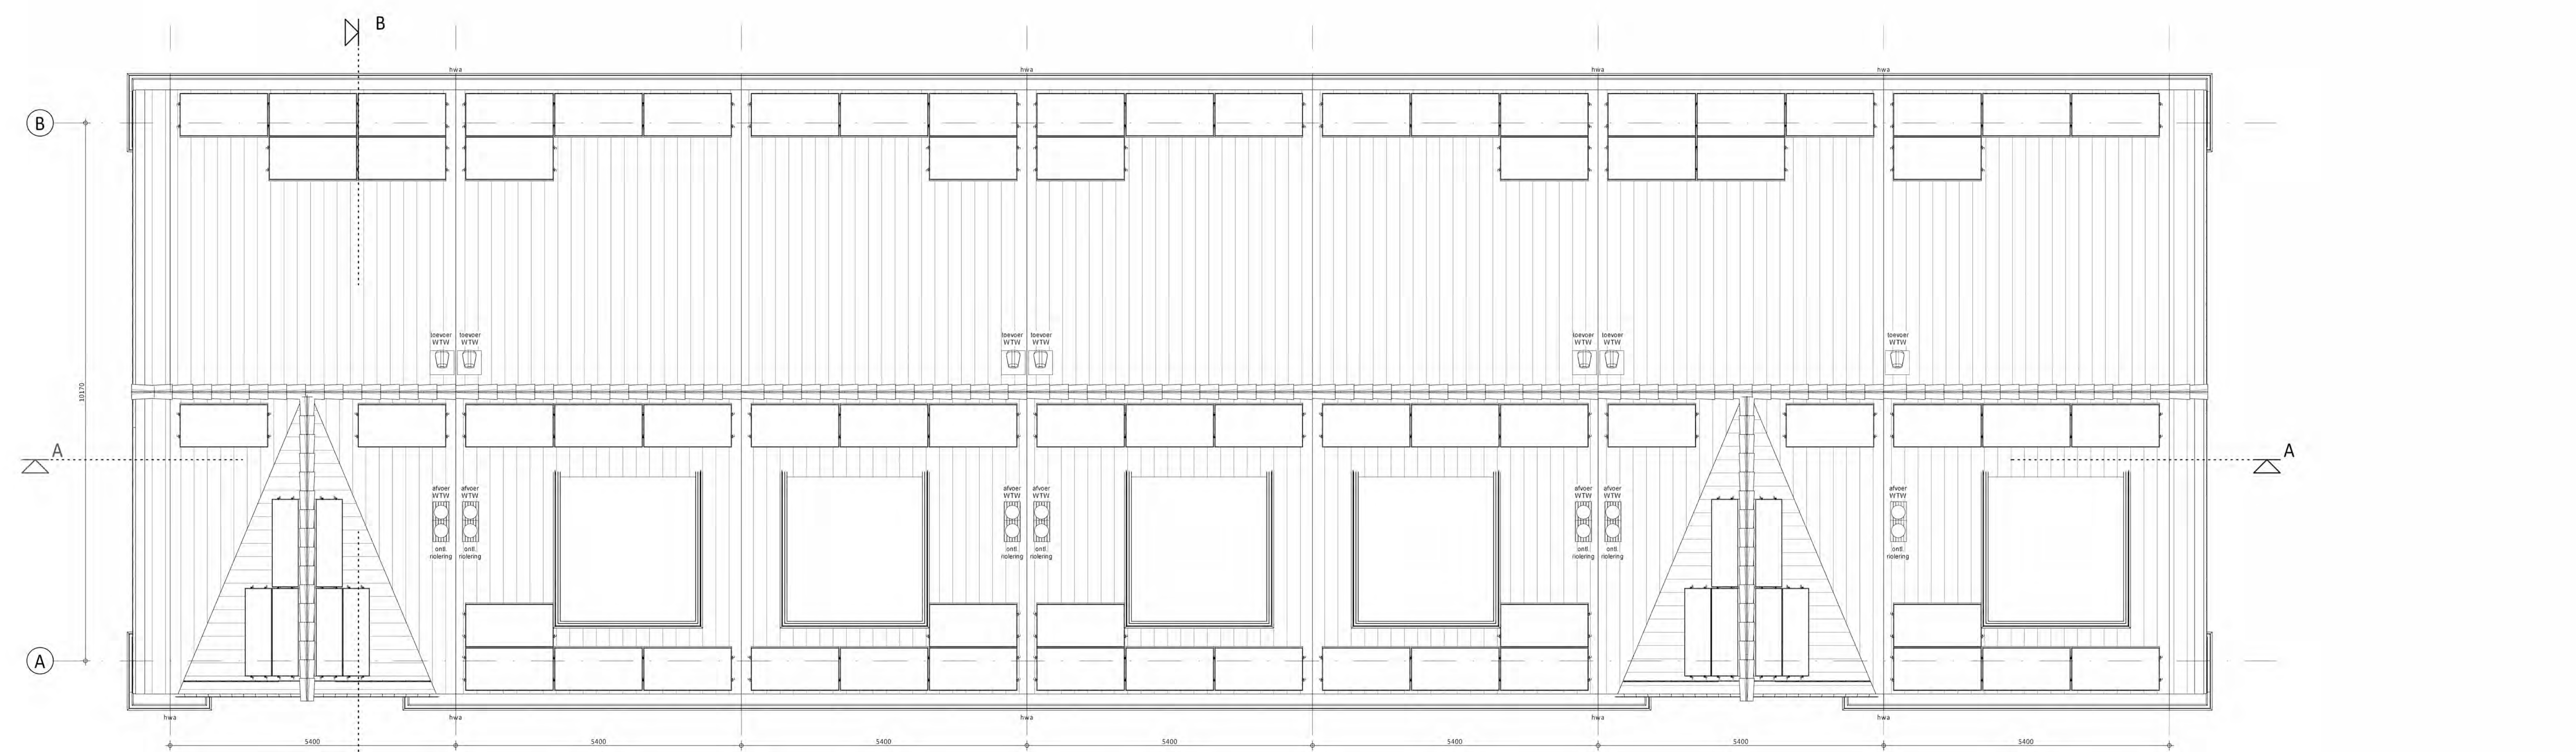 B
hwa hwa hwa hwa
B
toevoer toevoer toevoer toevoer toevoer toevoer toevoer
WTW WTW WTW WTW WTW WTW WTW
10170
A A
afvoer afvoer afvoer afvoer afvoer afvoer afvoer
WTW WTW WTW WTW WTW WTW WTW
ontl. ontl. ontl. ontl. ontl. ontl. ontl.
riolering riolering riolering riolering riolering riolering riolering
A
hwa hwa hwa hwa hwa
5400 5400 5400 5400 5400 5400 5400